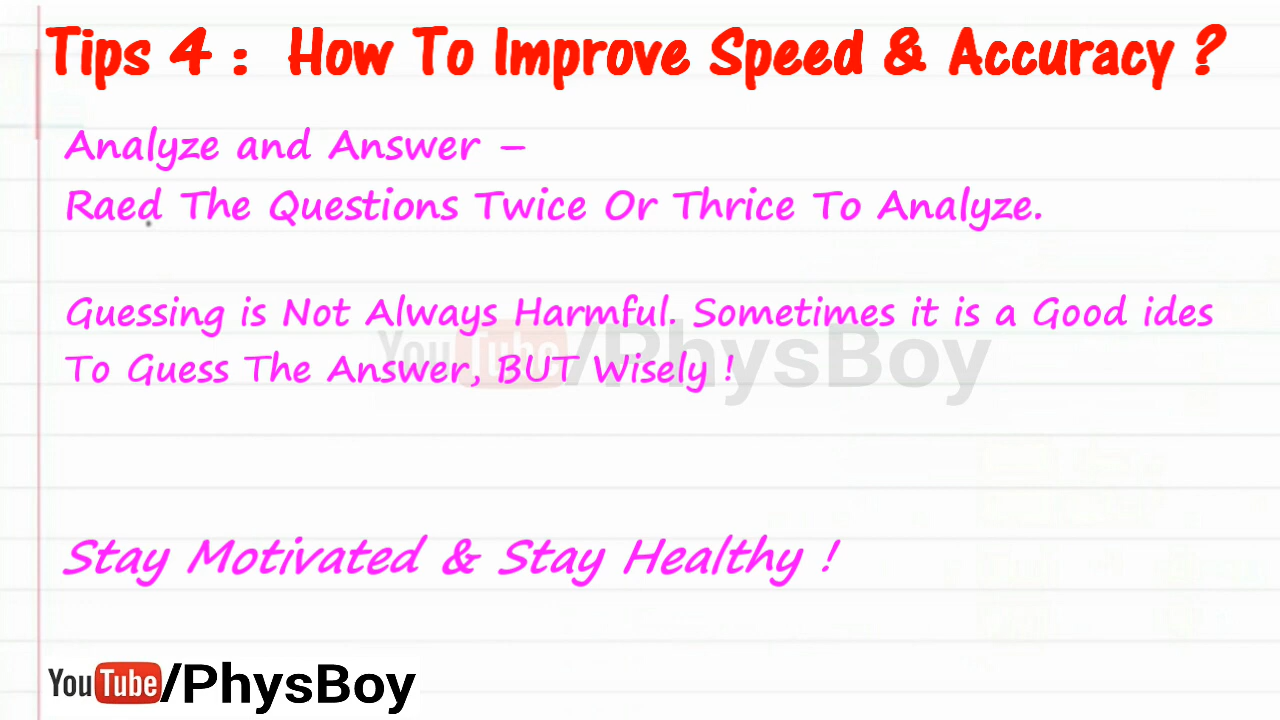 Tips 4 : How To Improve Speed & Accuracy ?
Analyze and Answer –
Raed The Questions Twice Or Thrice To Analyze.
Guessing is Not Always Harmful. Sometimes it is a Good ides
To Guess The Answer, BUT Wisely !
YouTube/PhysBoy
Stay Motivated & Stay Healthy !
YouTube/PhysBoy